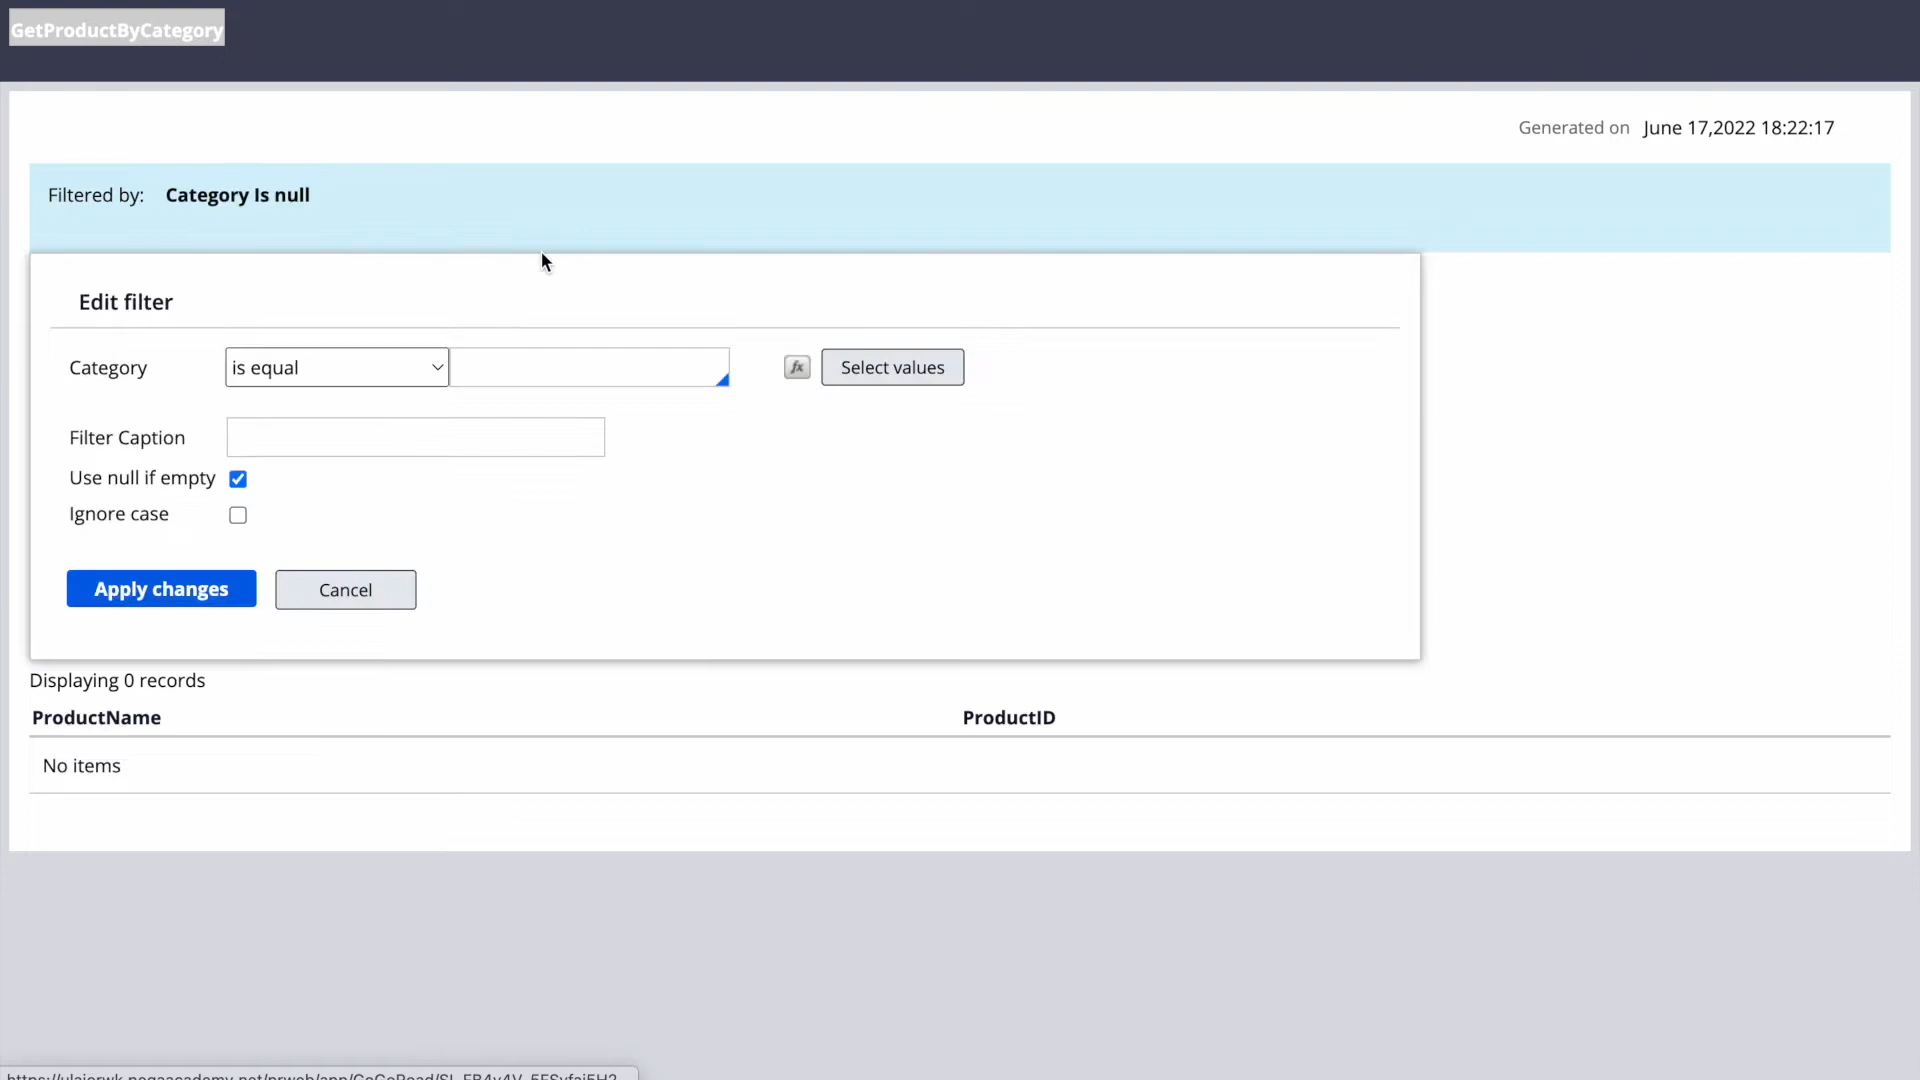 GetProductByCategory
Generated on June 17,2022 18:22:17
Filtered by: Category Is null
Edit filter
Category is equal fx Select values
Filter Caption
Use null if empty
Ignore case
Apply changes Cancel
Displaying 0 records
ProductName ProductID
No items